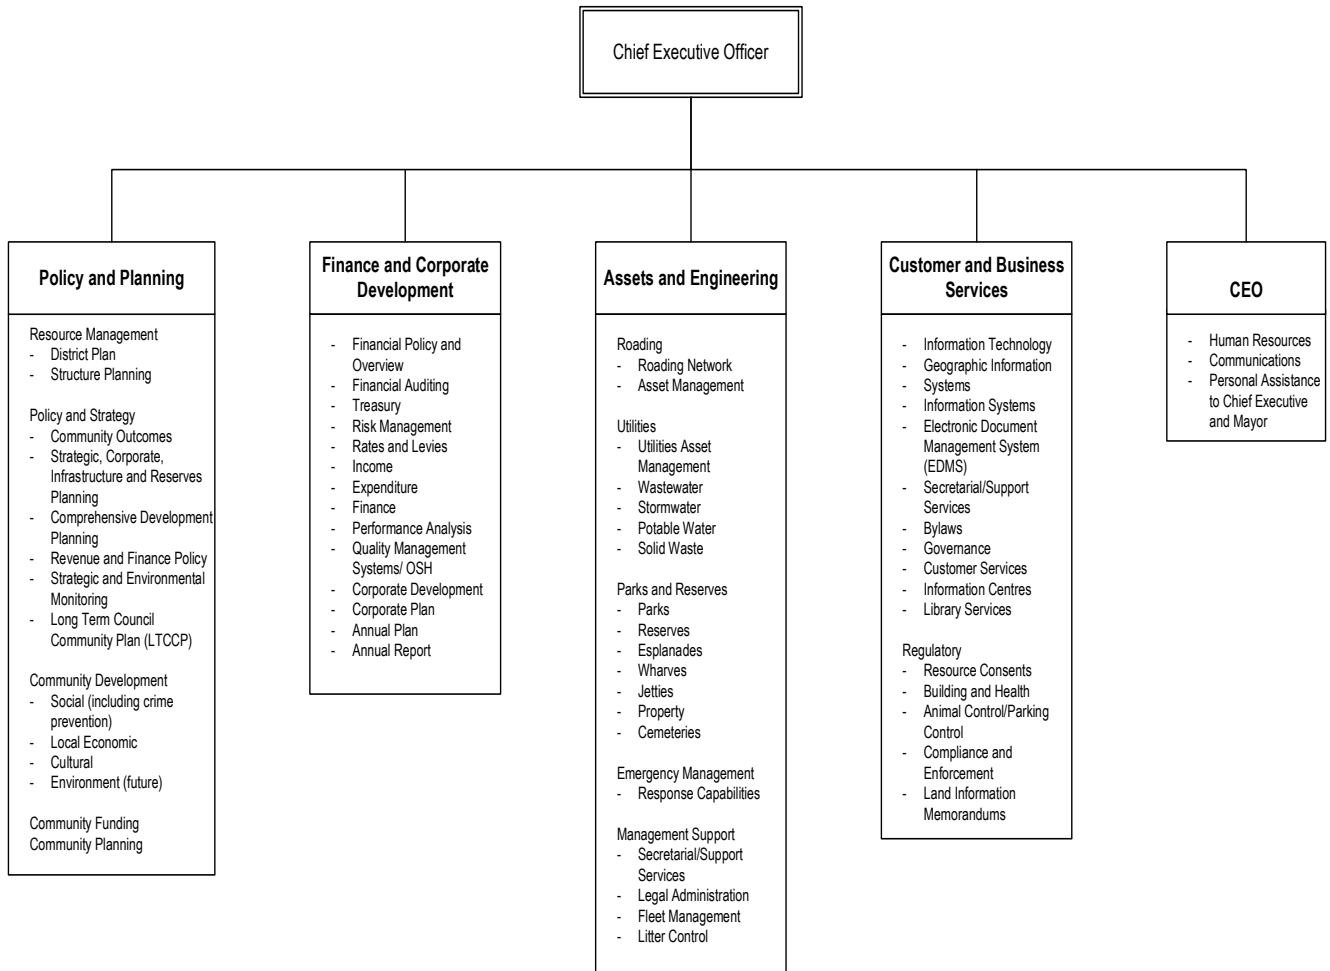 Chief Executive Officer
Policy and Planning
Resource Management
- District Plan
- Structure Planning
Policy and Strategy
- Community Outcomes
- Strategic, Corporate,
Infrastructure and Reserves
Planning
- Comprehensive Development
Planning
- Revenue and Finance Policy
- Strategic and Environmental
Monitoring
- Long Term Council
Community Plan (LTCCP)
Community Development
- Social (including crime
prevention)
- Local Economic
- Cultural
- Environment (future)
Community Funding
Community Planning
Finance and Corporate
Development
- Financial Policy and
Overview
- Financial Auditing
- Treasury
- Risk Management
- Rates and Levies
- Income
- Expenditure
- Finance
- Performance Analysis
- Quality Management
Systems/ OSH
- Corporate Development
- Corporate Plan
- Annual Plan
- Annual Report
Assets and Engineering
Roading
- Roading Network
- Asset Management
Utilities
- Utilities Asset
Management
- Wastewater
- Stormwater
- Potable Water
- Solid Waste
Parks and Reserves
- Parks
- Reserves
- Esplanades
- Wharves
- Jetties
- Property
- Cemeteries
Emergency Management
- Response Capabilities
Management Support
- Secretarial/Support
Services
- Legal Administration
- Fleet Management
- Litter Control
Customer and Business
Services
- Information Technology
- Geographic Information
- Systems
- Information Systems
- Electronic Document
Management System
(EDMS)
- Secretarial/Support
Services
- Bylaws
- Governance
- Customer Services
- Information Centres
- Library Services
Regulatory
- Resource Consents
- Building and Health
- Animal Control/Parking
Control
- Compliance and
Enforcement
- Land Information
Memorandums
CEO
- Human Resources
- Communications
- Personal Assistance
to Chief Executive
and Mayor